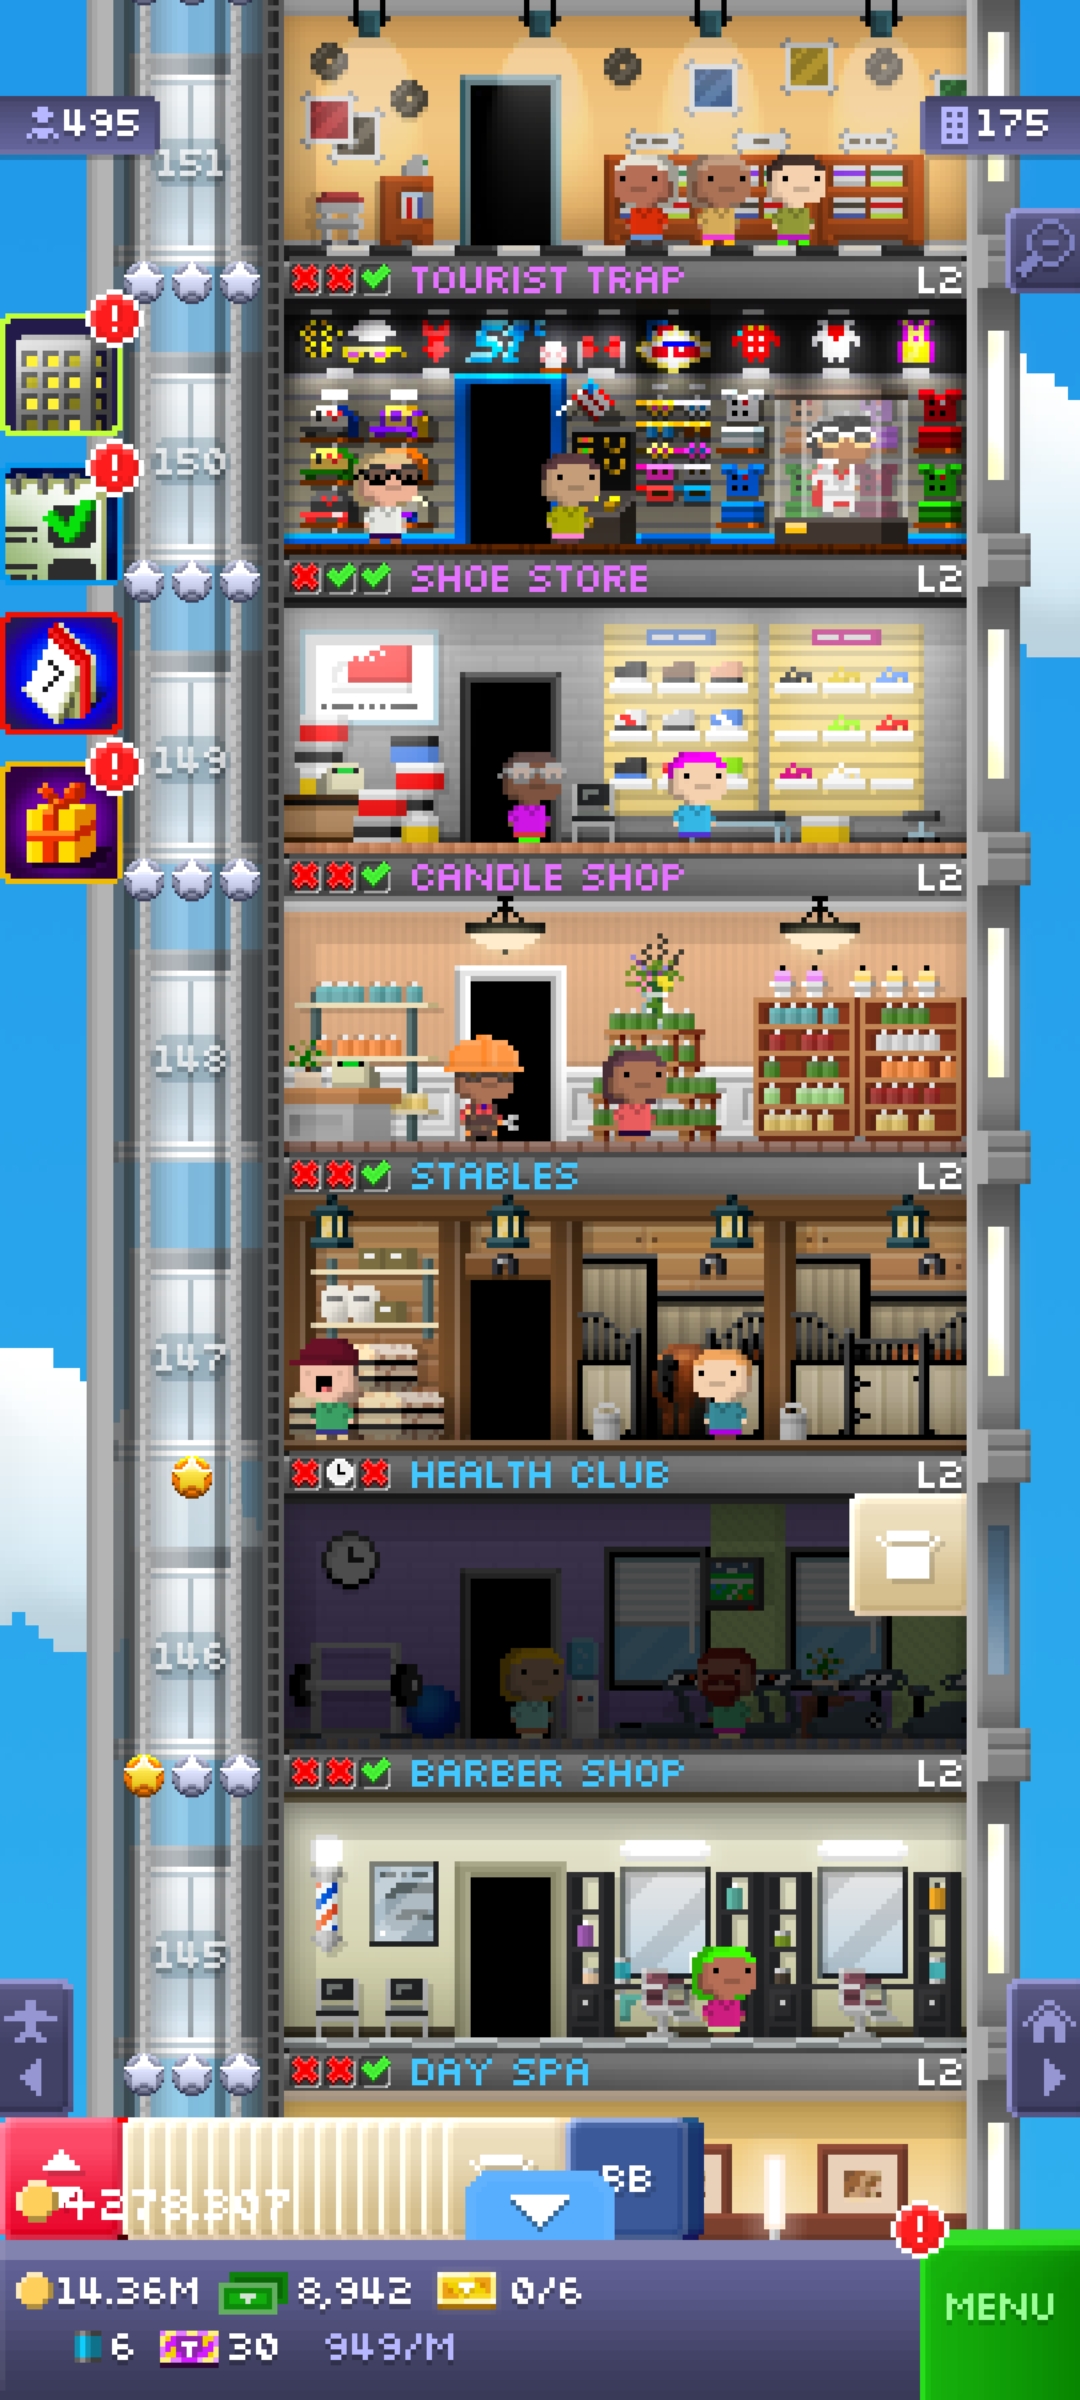 495
175
151
TOURIST TRAP L2
150
SHOE STORE L2
149
CANDLE SHOP L2
148
STABLES L2
147
HEALTH CLUB L2
146
BARBER SHOP L2
145
DAY SPA L2
BB
+278,307
14.36M 8,942 0/6
6 T 30 949/M
MENU